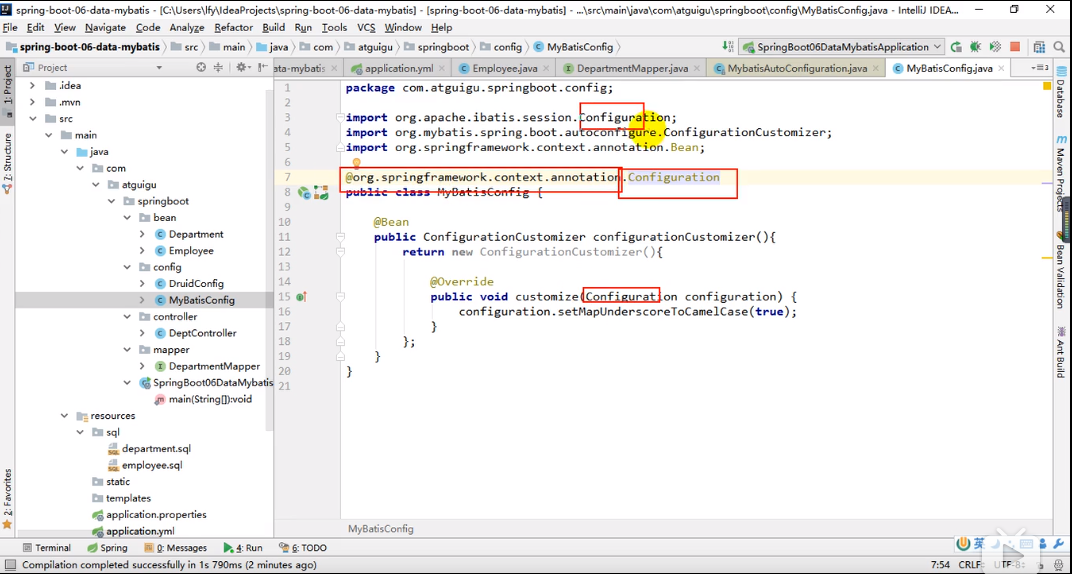 spring-boot-06-data-mybatis - [C:\Users\lfy\IdeaProjects\spring-boot-06-data-mybatis] - [spring-boot-06-data-mybatis] - ...\src\main\java\com\atguigu\springboot\config\MyBatisConfig.java - IntelliJ IDEA...
File Edit View Navigate Code Analyze Refactor Build Run Tools VCS Window Help
spring-boot-06-data-mybatis src main java com atguigu springboot config MyBatisConfig SpringBoot06DataMybatisApplication
Project
ata-mybatis application.yml Employee.java DepartmentMapper.java MybatisAutoConfiguration.java MyBatisConfig.java
1: Project
Structure
2: Favorites
.idea
.mvn
src
main
java
com
atguigu
springboot
bean
Department
Employee
config
DruidConfig
MyBatisConfig
controller
DeptController
mapper
DepartmentMapper
SpringBoot06DataMybatis
main(String[]):void
resources
sql
department.sql
employee.sql
static
templates
application.properties
application.yml
1 package com.atguigu.springboot.config;
2
3 import org.apache.ibatis.session.Configuration;
4 import org.mybatis.spring.boot.autoconfigure.ConfigurationCustomizer;
5 import org.springframework.context.annotation.Bean;
6
7 @org.springframework.context.annotation.Configuration
8 public class MyBatisConfig {
9
10 @Bean
11 public ConfigurationCustomizer configurationCustomizer(){
12 return new ConfigurationCustomizer(){
13
14 @Override
15 public void customize(Configuration configuration) {
16 configuration.setMapUnderscoreToCamelCase(true);
17 }
18 };
19 }
20 }
21
MyBatisConfig
Database
Maven Projects
Bean Validation
Ant Build
Terminal Spring 0: Messages 4: Run 6: TODO
英
Compilation completed successfully in 1s 790ms (2 minutes ago) 7:54 CRLF÷ UTF-8÷